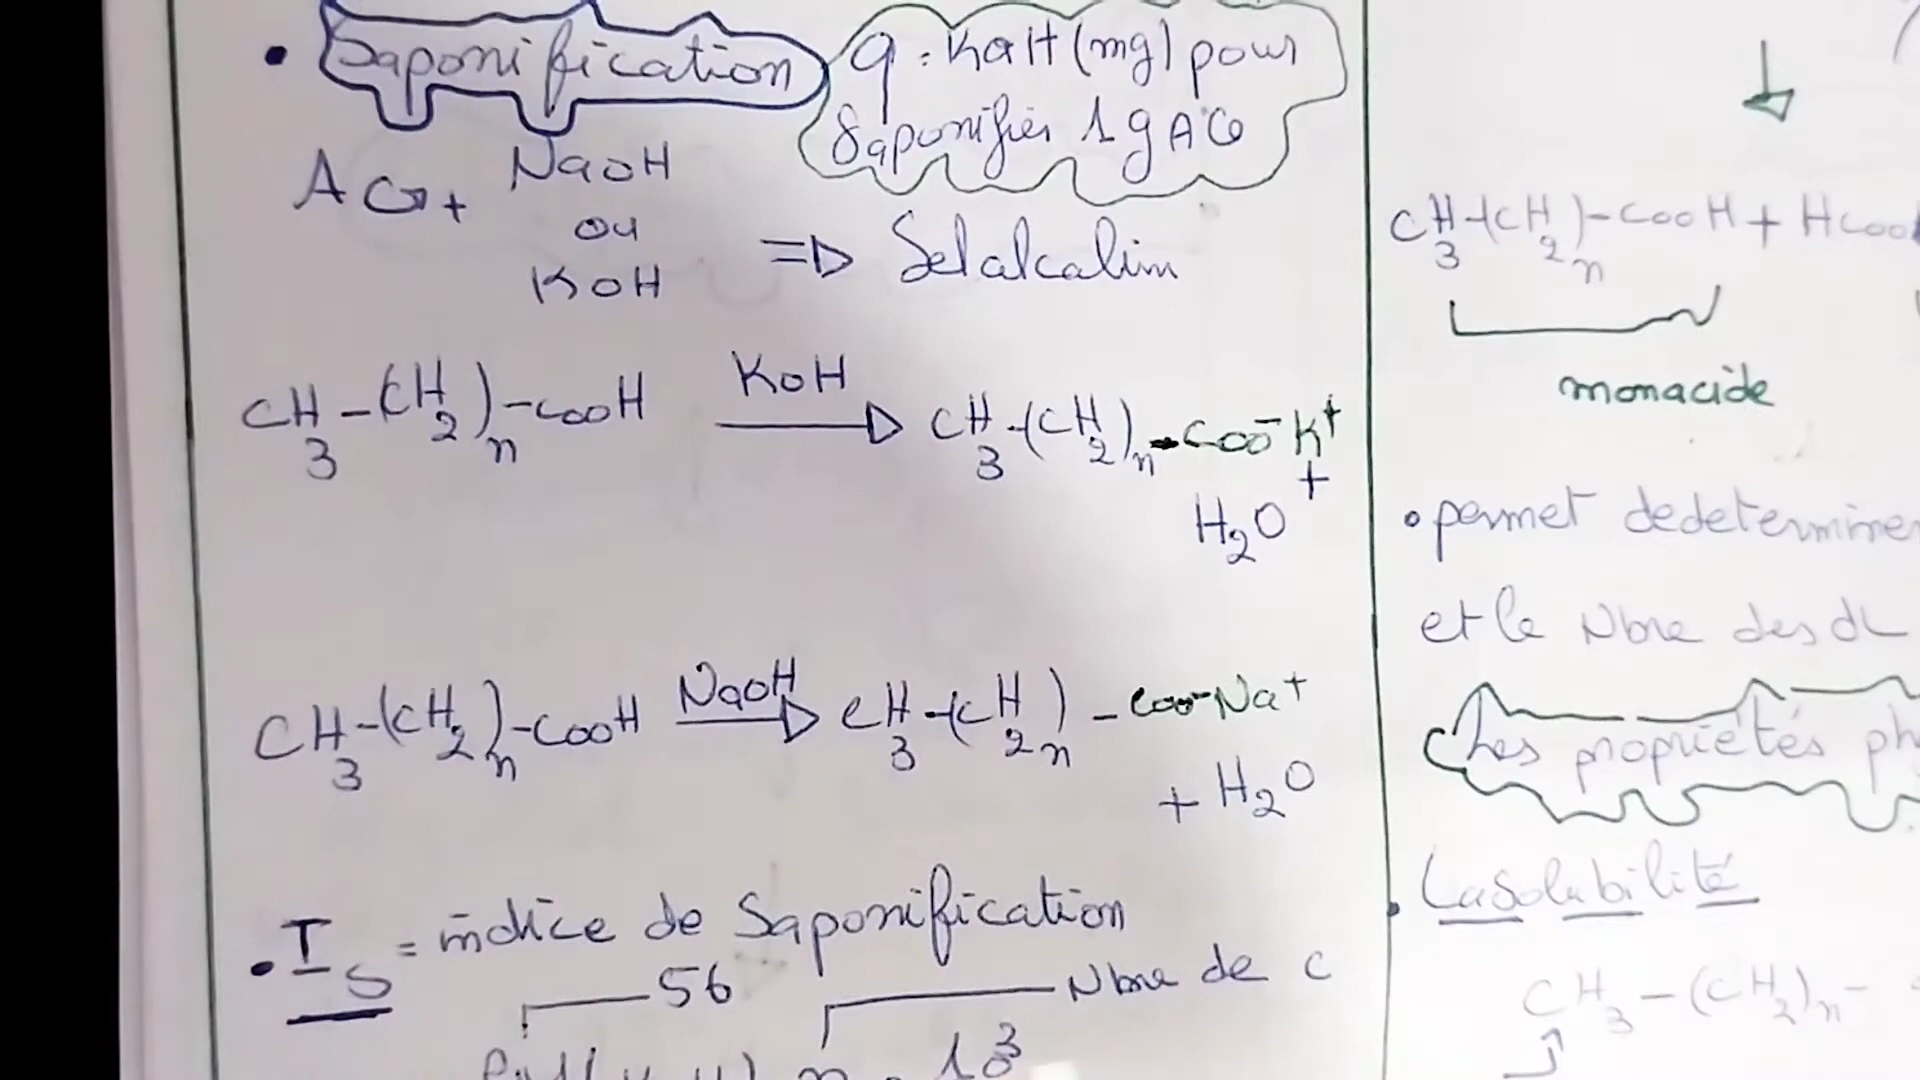 • Saponification
q : KOH (mg) pour
Saponifier 1g AG
AG + NaOH
ou
KOH
=> Sel alcalin
CH3-(CH2)n-COOH KOH → CH3-(CH2)n-COO⁻K⁺
+
H2O
CH3-(CH2)n-COOH NaOH → CH3-(CH2)n-COO⁻Na⁺
+ H2O
• Is = indice de Saponification
56
Nbre de C
10³
CH3-(CH2)n-COOH + HCOO
monacide
• permet de determiner
et le Nbre des dL
Les propriétés ph
• La Solubilité
CH3-(CH2)n-